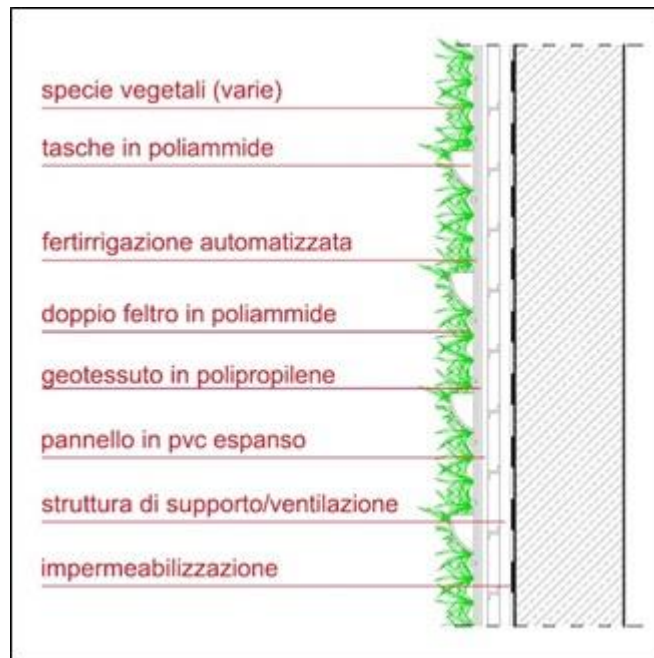 specie vegetali (varie)
tasche in poliammide
fertirrigazione automatizzata
doppio feltro in poliammide
geotessuto in polipropilene
pannello in pvc espanso
struttura di supporto/ventilazione
impermeabilizzazione